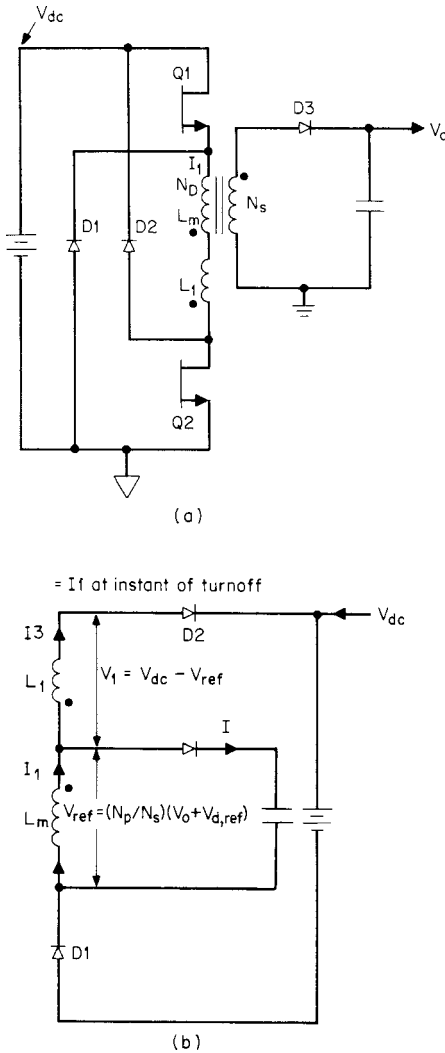 Vdc
Q1
D3
Vo
I1
ND
Lm
Ns
D1
D2
L1
Q2
(a)
= I1 at instant of turnoff
I3
D2
Vdc
L1
V1 = Vdc − Vref
I
I1
Lm
Vref=(Np/Ns)(Vo+Vd,ref)
D1
(b)